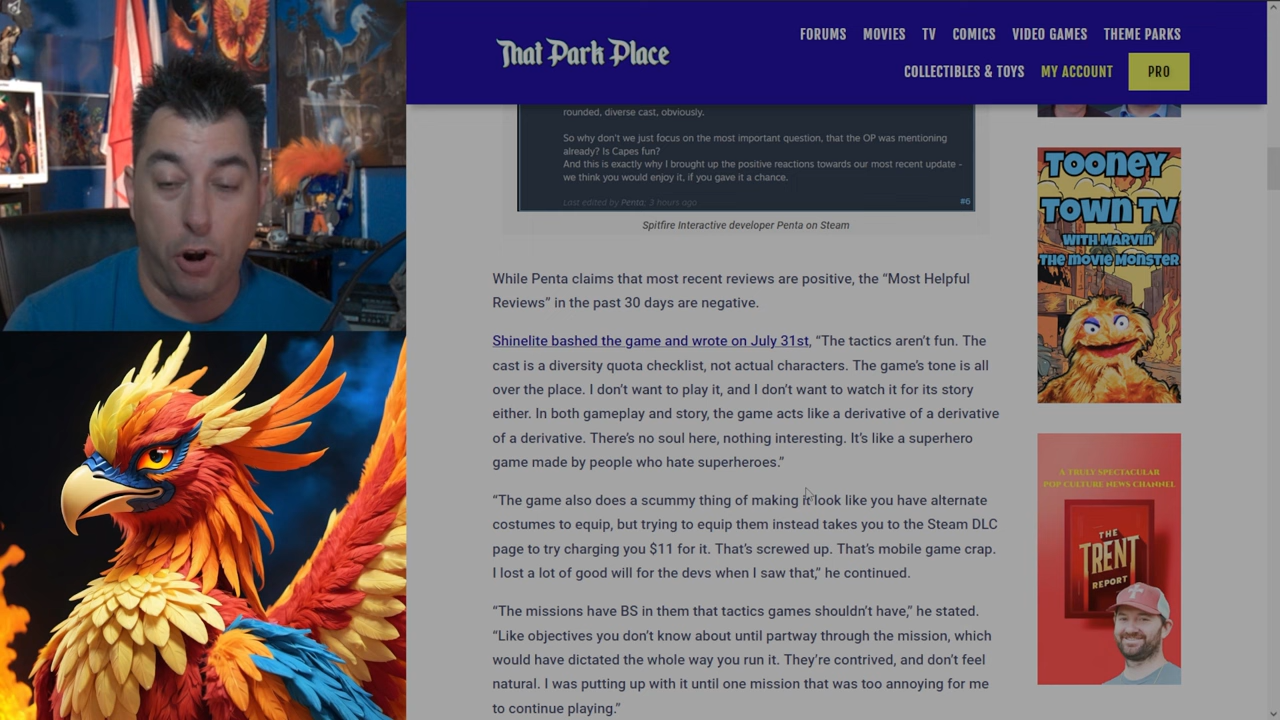 That Park Place
FORUMS MOVIES TV COMICS VIDEO GAMES THEME PARKS
COLLECTIBLES & TOYS MY ACCOUNT PRO
rounded, diverse cast, obviously.
So why don't we just focus on the most important question, that the OP was mentioning
already? Is Capes fun?
And this is exactly why I brought up the positive reactions towards our most recent update -
we think you would enjoy it, if you gave it a chance.
Last edited by Penta; 3 hours ago
#6
Spitfire Interactive developer Penta on Steam
While Penta claims that most recent reviews are positive, the “Most Helpful
Reviews” in the past 30 days are negative.
Shinelite bashed the game and wrote on July 31st, “The tactics aren’t fun. The
cast is a diversity quota checklist, not actual characters. The game’s tone is all
over the place. I don’t want to play it, and I don’t want to watch it for its story
either. In both gameplay and story, the game acts like a derivative of a derivative
of a derivative. There’s no soul here, nothing interesting. It’s like a superhero
game made by people who hate superheroes.”
“The game also does a scummy thing of making it look like you have alternate
costumes to equip, but trying to equip them instead takes you to the Steam DLC
page to try charging you $11 for it. That’s screwed up. That’s mobile game crap.
I lost a lot of good will for the devs when I saw that,” he continued.
“The missions have BS in them that tactics games shouldn’t have,” he stated.
“Like objectives you don’t know about until partway through the mission, which
would have dictated the whole way you run it. They’re contrived, and don’t feel
natural. I was putting up with it until one mission that was too annoying for me
to continue playing.”
TOONEY
TOWN TV
WITH MARVIN
THE MOVIE MONSTER
A TRULY SPECTACULAR
POP CULTURE NEWS CHANNEL
THE
TRENT
REPORT